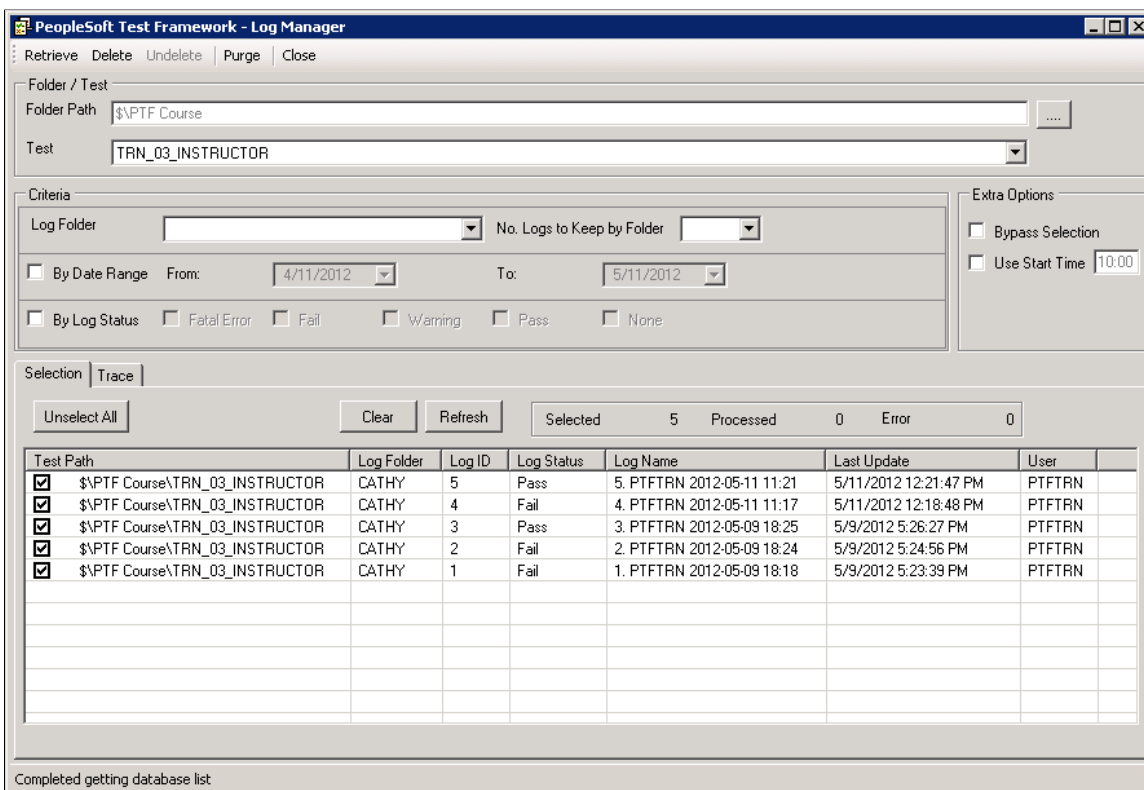 PeopleSoft Test Framework - Log Manager
Retrieve Delete Undelete Purge Close
Folder / Test
Folder Path $\PTF Course ....
Test TRN_03_INSTRUCTOR
Criteria Extra Options
Log Folder No. Logs to Keep by Folder Bypass Selection
By Date Range From: 4/11/2012 To: 5/11/2012 Use Start Time 10:00
By Log Status Fatal Error Fail Warning Pass None
Selection Trace
Unselect All Clear Refresh Selected 5 Processed 0 Error 0
Test Path Log Folder Log ID Log Status Log Name Last Update User
$\PTF Course\TRN_03_INSTRUCTOR CATHY 5 Pass 5. PTFTRN 2012-05-11 11:21 5/11/2012 12:21:47 PM PTFTRN
$\PTF Course\TRN_03_INSTRUCTOR CATHY 4 Fail 4. PTFTRN 2012-05-11 11:17 5/11/2012 12:18:48 PM PTFTRN
$\PTF Course\TRN_03_INSTRUCTOR CATHY 3 Pass 3. PTFTRN 2012-05-09 18:25 5/9/2012 5:26:27 PM PTFTRN
$\PTF Course\TRN_03_INSTRUCTOR CATHY 2 Fail 2. PTFTRN 2012-05-09 18:24 5/9/2012 5:24:56 PM PTFTRN
$\PTF Course\TRN_03_INSTRUCTOR CATHY 1 Fail 1. PTFTRN 2012-05-09 18:18 5/9/2012 5:23:39 PM PTFTRN
Completed getting database list